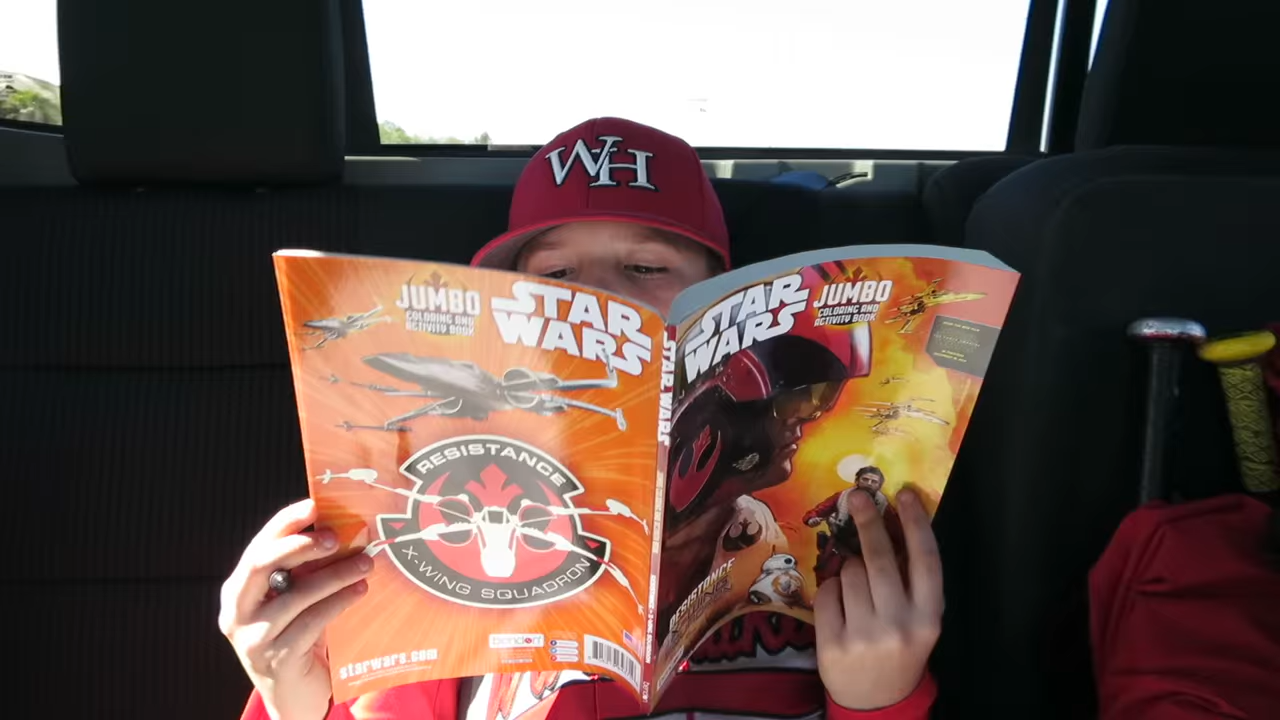 WH
JUMBO
COLORING AND
ACTIVITY BOOK
STAR
WARS
RESISTANCE
X-WING SQUADRON
starwars.com
bendon
STAR WARS
STAR
WARS
JUMBO
COLORING AND
ACTIVITY BOOK
RESISTANCE